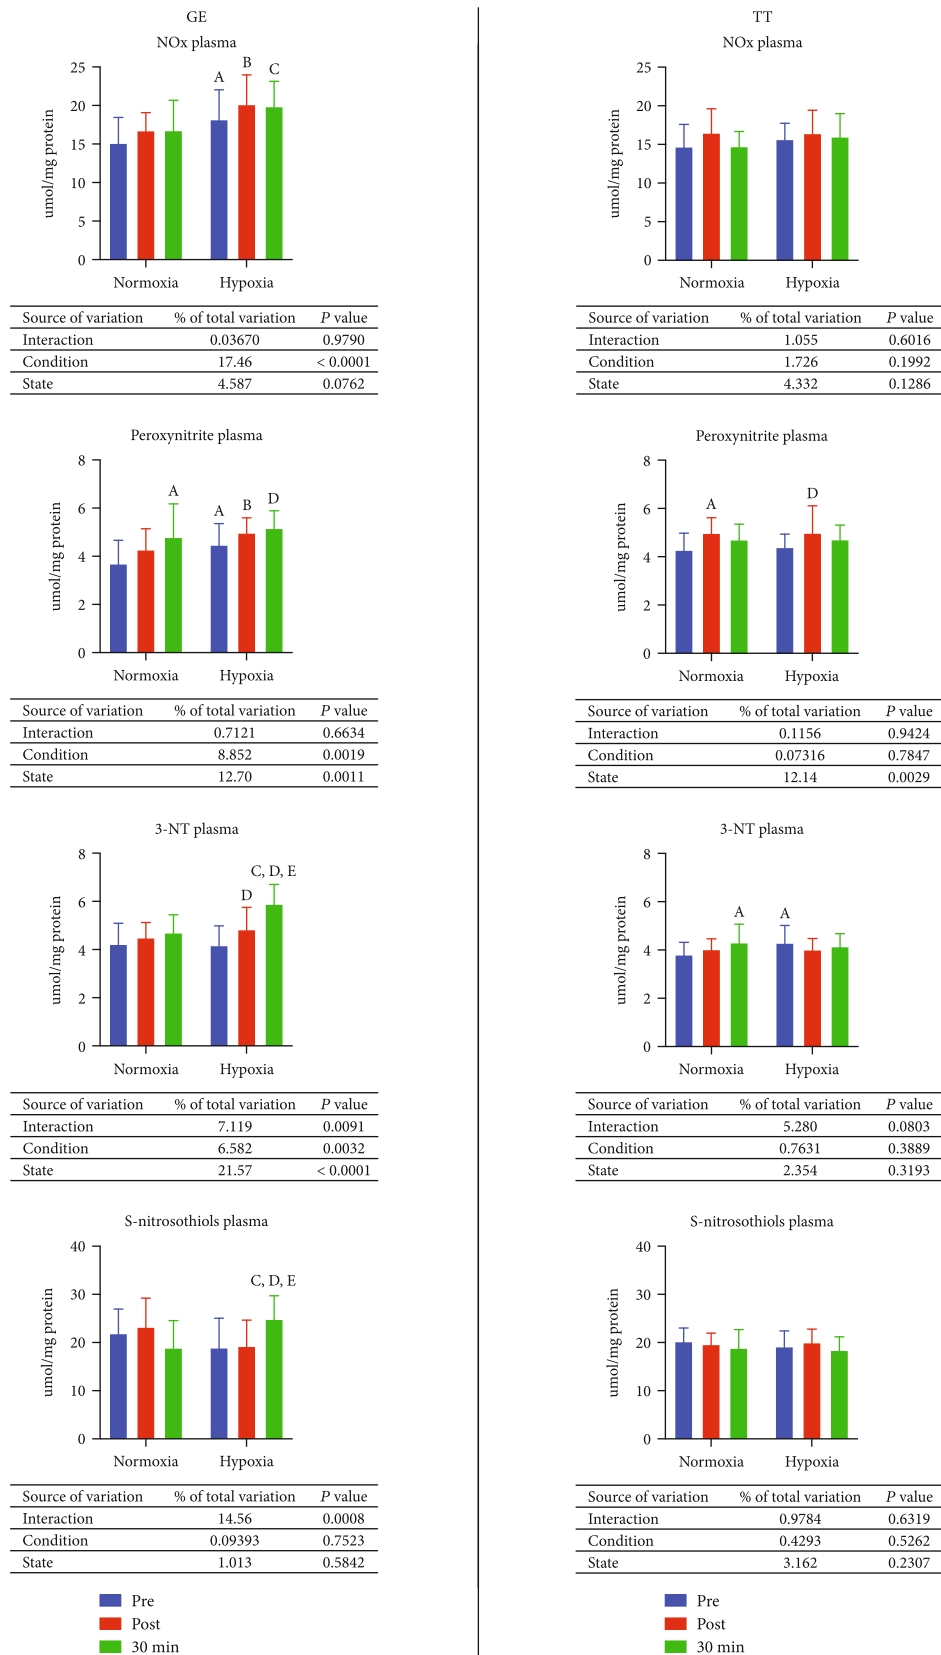 GE
NOx plasma
25
20
15
10
5
0
umol/mg protein
A
B
C
Normoxia
Hypoxia
Source of variation % of total variation P value
Interaction 0.03670 0.9790
Condition 17.46 < 0.0001
State 4.587 0.0762
Peroxynitrite plasma
8
6
4
2
0
umol/mg protein
A
A
B
D
Normoxia
Hypoxia
Source of variation % of total variation P value
Interaction 0.7121 0.6634
Condition 8.852 0.0019
State 12.70 0.0011
3-NT plasma
8
6
4
2
0
umol/mg protein
D
C, D, E
Normoxia
Hypoxia
Source of variation % of total variation P value
Interaction 7.119 0.0091
Condition 6.582 0.0032
State 21.57 < 0.0001
S-nitrosothiols plasma
40
30
20
10
0
umol/mg protein
C, D, E
Normoxia
Hypoxia
Source of variation % of total variation P value
Interaction 14.56 0.0008
Condition 0.09393 0.7523
State 1.013 0.5842
Pre
Post
30 min
TT
NOx plasma
25
20
15
10
5
0
umol/mg protein
Normoxia
Hypoxia
Source of variation % of total variation P value
Interaction 1.055 0.6016
Condition 1.726 0.1992
State 4.332 0.1286
Peroxynitrite plasma
8
6
4
2
0
umol/mg protein
A
D
Normoxia
Hypoxia
Source of variation % of total variation P value
Interaction 0.1156 0.9424
Condition 0.07316 0.7847
State 12.14 0.0029
3-NT plasma
8
6
4
2
0
umol/mg protein
A
A
Normoxia
Hypoxia
Source of variation % of total variation P value
Interaction 5.280 0.0803
Condition 0.7631 0.3889
State 2.354 0.3193
S-nitrosothiols plasma
40
30
20
10
0
umol/mg protein
Normoxia
Hypoxia
Source of variation % of total variation P value
Interaction 0.9784 0.6319
Condition 0.4293 0.5262
State 3.162 0.2307
Pre
Post
30 min